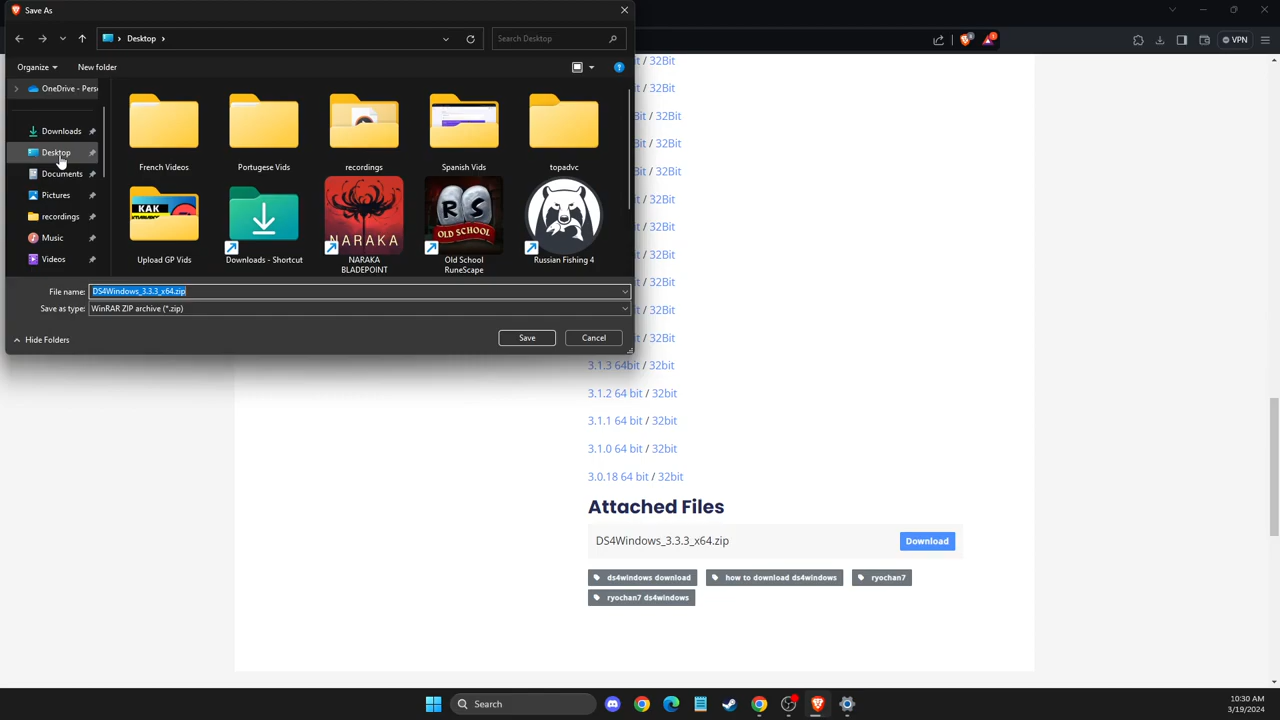 Save As
Desktop
Search Desktop
Organize
New folder
OneDrive - Pers
Downloads
Desktop
Documents
Pictures
recordings
Music
Videos
French Videos
Portugese Vids
recordings
Spanish Vids
topadvc
KAK
NARAKA
RS
OLD SCHOOL
Upload GP Vids
Downloads - Shortcut
NARAKA BLADEPOINT
Old School RuneScape
Russian Fishing 4
File name: DS4Windows_3.3.3_x64.zip
Save as type: WinRAR ZIP archive (*.zip)
Hide Folders
Save
Cancel
VPN
/ 32Bit
/ 32Bit
/ 32Bit
/ 32Bit
/ 32Bit
/ 32Bit
/ 32Bit
/ 32Bit
/ 32Bit
/ 32Bit
/ 32Bit
3.1.3 64bit / 32bit
3.1.2 64 bit / 32bit
3.1.1 64 bit / 32bit
3.1.0 64 bit / 32bit
3.0.18 64 bit / 32bit
Attached Files
DS4Windows_3.3.3_x64.zip
Download
ds4windows download
how to download ds4windows
ryochan7
ryochan7 ds4windows
Search
10:30 AM
3/19/2024